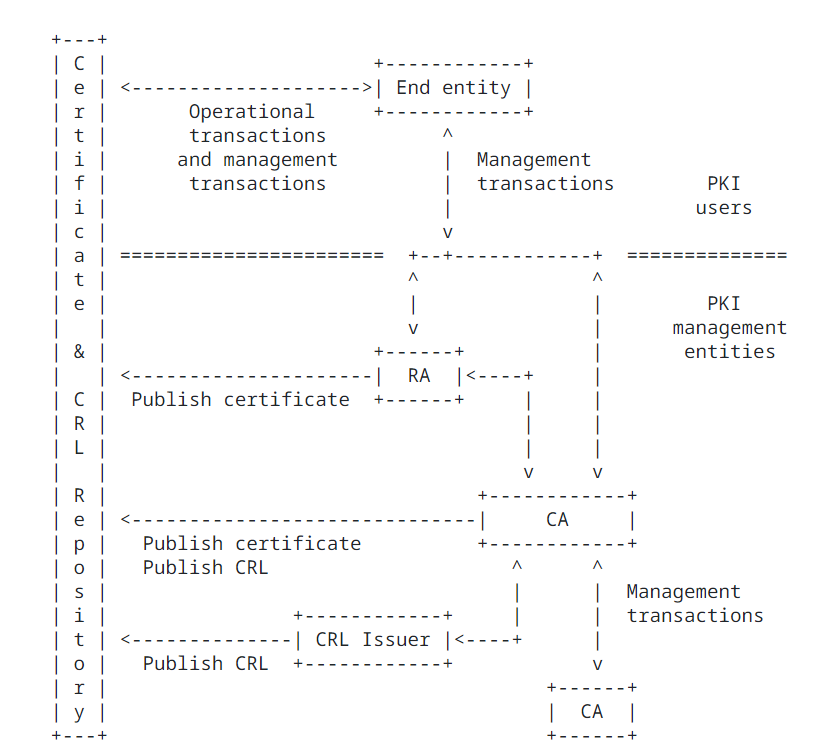 +---+
| C |                       +------------+
| e | <-------------------->| End entity |
| r |       Operational     +------------+
| t |       transactions          ^
| i |      and management         |  Management
| f |       transactions          |  transactions        PKI
| i |                             |                     users
| c |                             v
| a | =======================  +--+------------+  ==============
| t |                          ^               ^
| e |                          |               |         PKI
|   |                          v               |      management
| & |                       +------+           |       entities
|   | <---------------------|  RA  |<----+     |
| C |  Publish certificate  +------+     |     |
| R |                                    |     |
| L |                                    |     |
|   |                                    v     v
| R |                                +------------+
| e | <------------------------------|     CA     |
| p |   Publish certificate          +------------+
| o |   Publish CRL                     ^      ^
| s |                                   |      |  Management
| i |                +------------+     |      |  transactions
| t | <--------------| CRL Issuer |<----+      |
| o |   Publish CRL  +------------+            v
| r |                                      +------+
| y |                                      |  CA  |
+---+                                      +------+